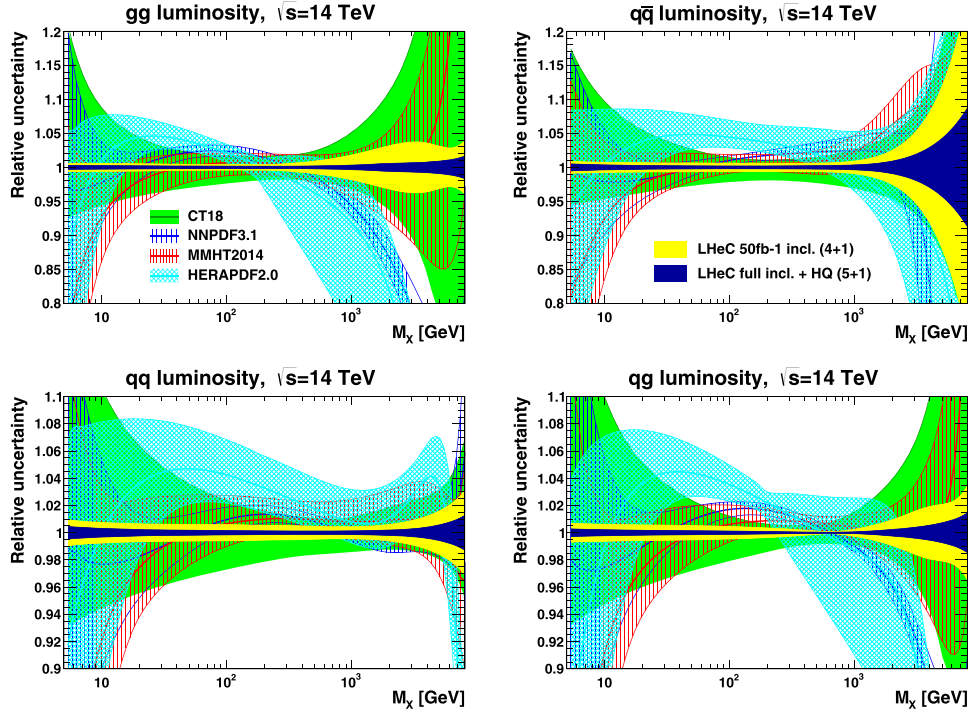 gg luminosity, √s=14 TeV
Relative uncertainty
1.2
1.15
1.1
1.05
1
0.95
0.9
0.85
0.8
CT18
NNPDF3.1
MMHT2014
HERAPDF2.0
10
10²
10³
Mx [GeV]
qq̅ luminosity, √s=14 TeV
Relative uncertainty
1.2
1.15
1.1
1.05
1
0.95
0.9
0.85
0.8
LHeC 50fb-1 incl. (4+1)
LHeC full incl. + HQ (5+1)
10
10²
10³
Mx [GeV]
qq luminosity, √s=14 TeV
Relative uncertainty
1.1
1.08
1.06
1.04
1.02
1
0.98
0.96
0.94
0.92
0.9
10
10²
10³
Mx [GeV]
qg luminosity, √s=14 TeV
Relative uncertainty
1.1
1.08
1.06
1.04
1.02
1
0.98
0.96
0.94
0.92
0.9
10
10²
10³
Mx [GeV]